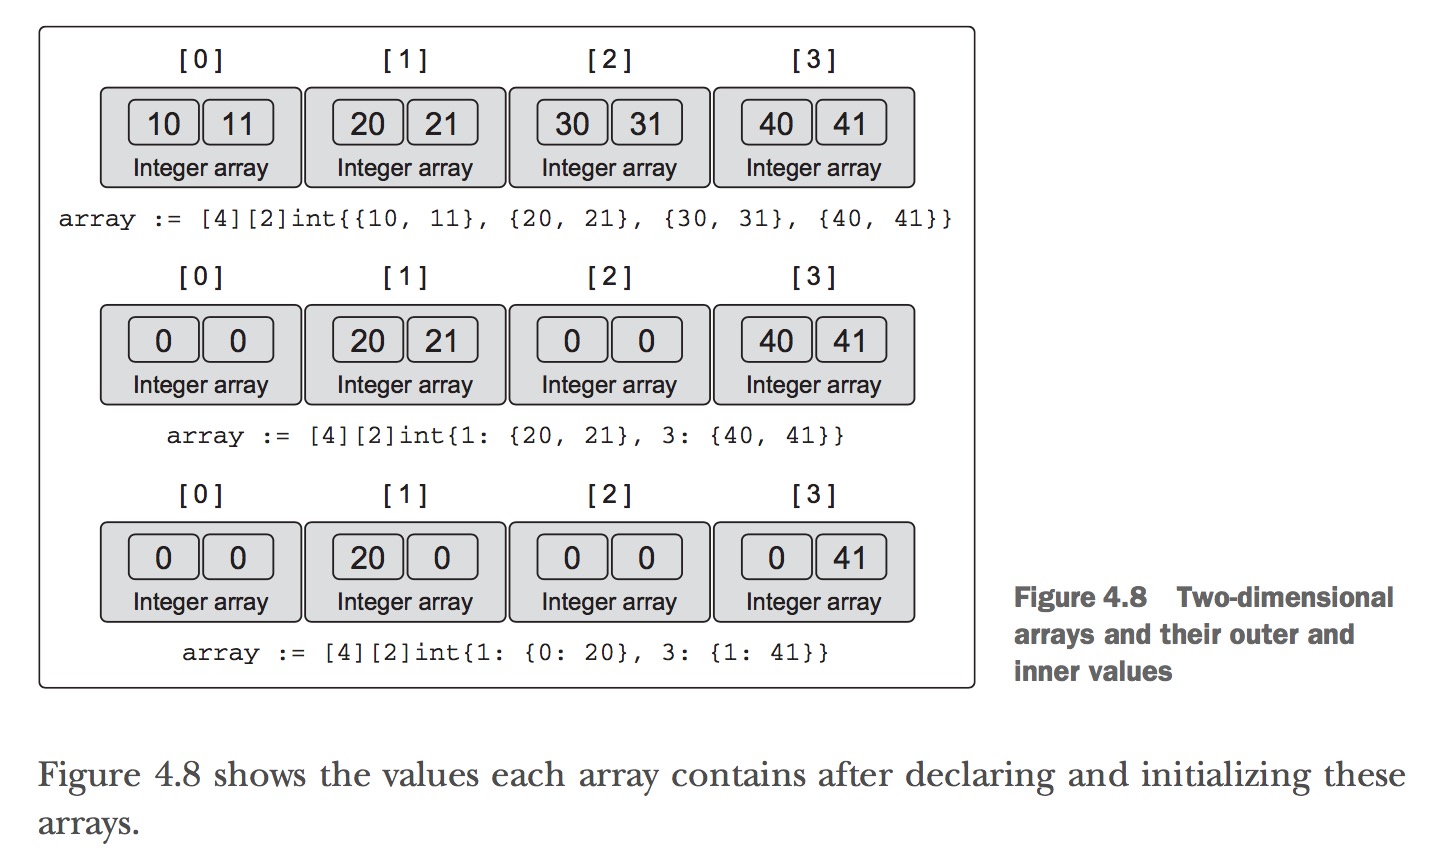 [0] [1] [2] [3]
10 11 20 21 30 31 40 41
Integer array Integer array Integer array Integer array
array := [4][2]int{{10, 11}, {20, 21}, {30, 31}, {40, 41}}
[0] [1] [2] [3]
0 0 20 21 0 0 40 41
Integer array Integer array Integer array Integer array
array := [4][2]int{1: {20, 21}, 3: {40, 41}}
[0] [1] [2] [3]
0 0 20 0 0 0 0 41
Integer array Integer array Integer array Integer array
array := [4][2]int{1: {0: 20}, 3: {1: 41}}
Figure 4.8 Two-dimensional
arrays and their outer and
inner values
Figure 4.8 shows the values each array contains after declaring and initializing these
arrays.